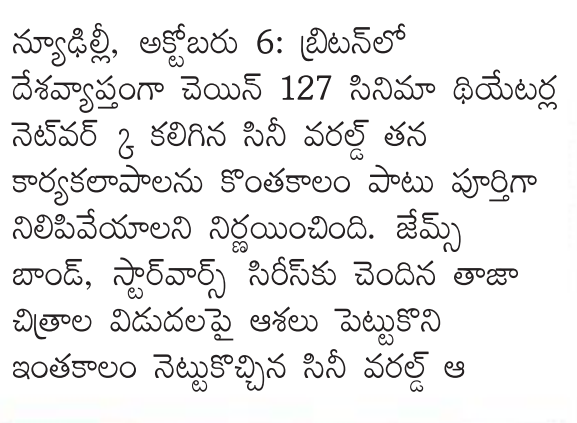 న్యూఢిల్లీ, అక్టోబరు 6: బ్రిటన్‌లో
దేశవ్యాప్తంగా చెయిన్ 127 సినిమా థియేటర్ల
నెట్‌వర్ ్క కలిగిన సినీ వరల్డ్ తన
కార్యకలాపాలను కొంతకాలం పాటు పూర్తిగా
నిలిపివేయాలని నిర్ణయించింది. జేమ్స్
బాండ్, స్టార్‌వార్స్ సిరీస్‌కు చెందిన తాజా
చిత్రాల విడుదలపై ఆశలు పెట్టుకొని
ఇంతకాలం నెట్టుకొచ్చిన సినీ వరల్డ్ ఆ